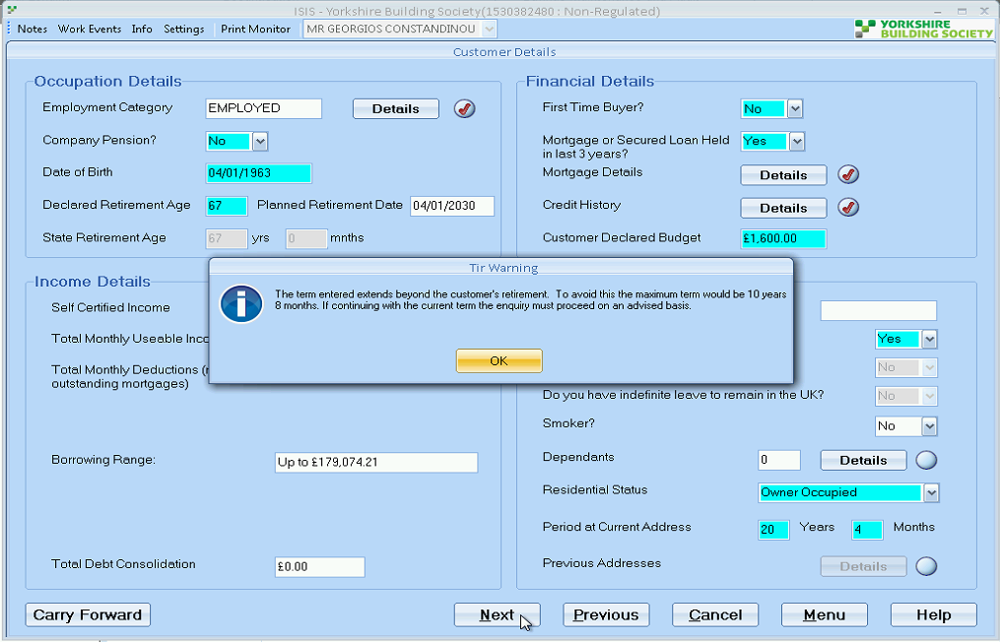 ISIS - Yorkshire Building Society(1530382480 : Non-Regulated)
Notes Work Events Info Settings Print Monitor MR GEORGIOS CONSTANDINOU
YORKSHIRE
BUILDING SOCIETY
Customer Details
Occupation Details
Employment Category EMPLOYED Details
Company Pension? No
Date of Birth 04/01/1963
Declared Retirement Age 67 Planned Retirement Date 04/01/2030
State Retirement Age 67 yrs 0 mnths
Financial Details
First Time Buyer? No
Mortgage or Secured Loan Held Yes
in last 3 years?
Mortgage Details Details
Credit History Details
Customer Declared Budget £1,600.00
Tir Warning
The term entered extends beyond the customer's retirement. To avoid this the maximum term would be 10 years
8 months. If continuing with the current term the enquiry must proceed on an advised basis.
OK
Income Details
Self Certified Income
Total Monthly Useable Inco
Total Monthly Deductions (
outstanding mortgages)
Borrowing Range: Up to £179,074.21
Total Debt Consolidation £0.00
Yes
No
Do you have indefinite leave to remain in the UK? No
Smoker? No
Dependants 0 Details
Residential Status Owner Occupied
Period at Current Address 20 Years 4 Months
Previous Addresses Details
Carry Forward Next Previous Cancel Menu Help